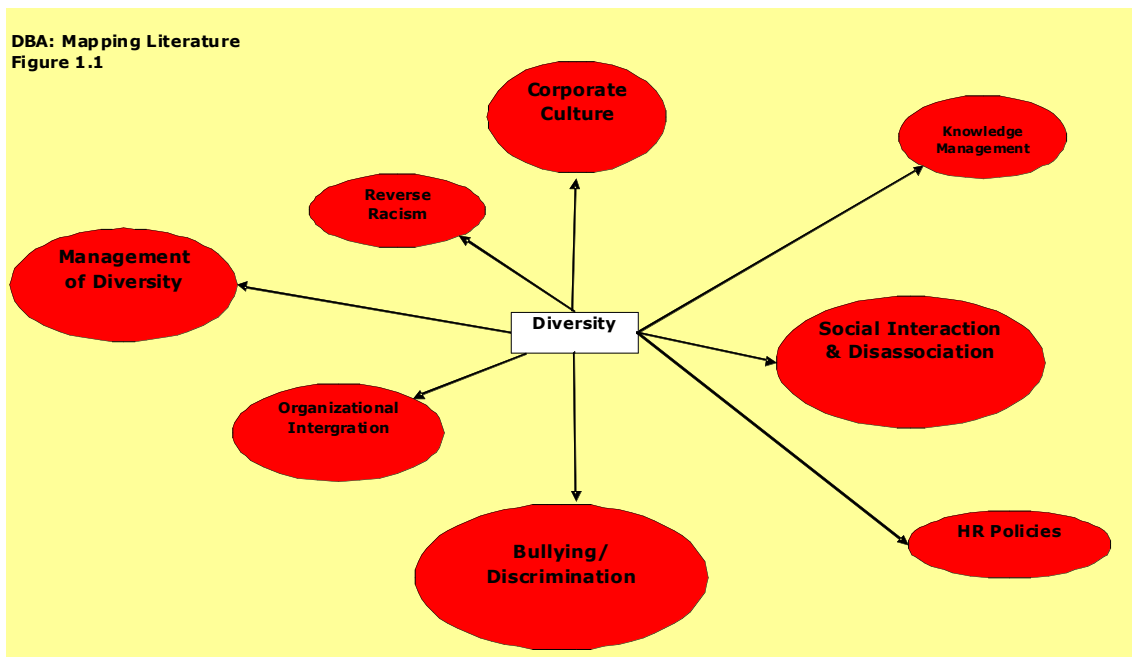 DBA: Mapping Literature
Figure 1.1
Corporate
Culture
Knowledge
Management
Reverse
Racism
Management
of Diversity
Diversity
Social Interaction
& Disassociation
Organizational
Intergration
Bullying/
Discrimination
HR Policies